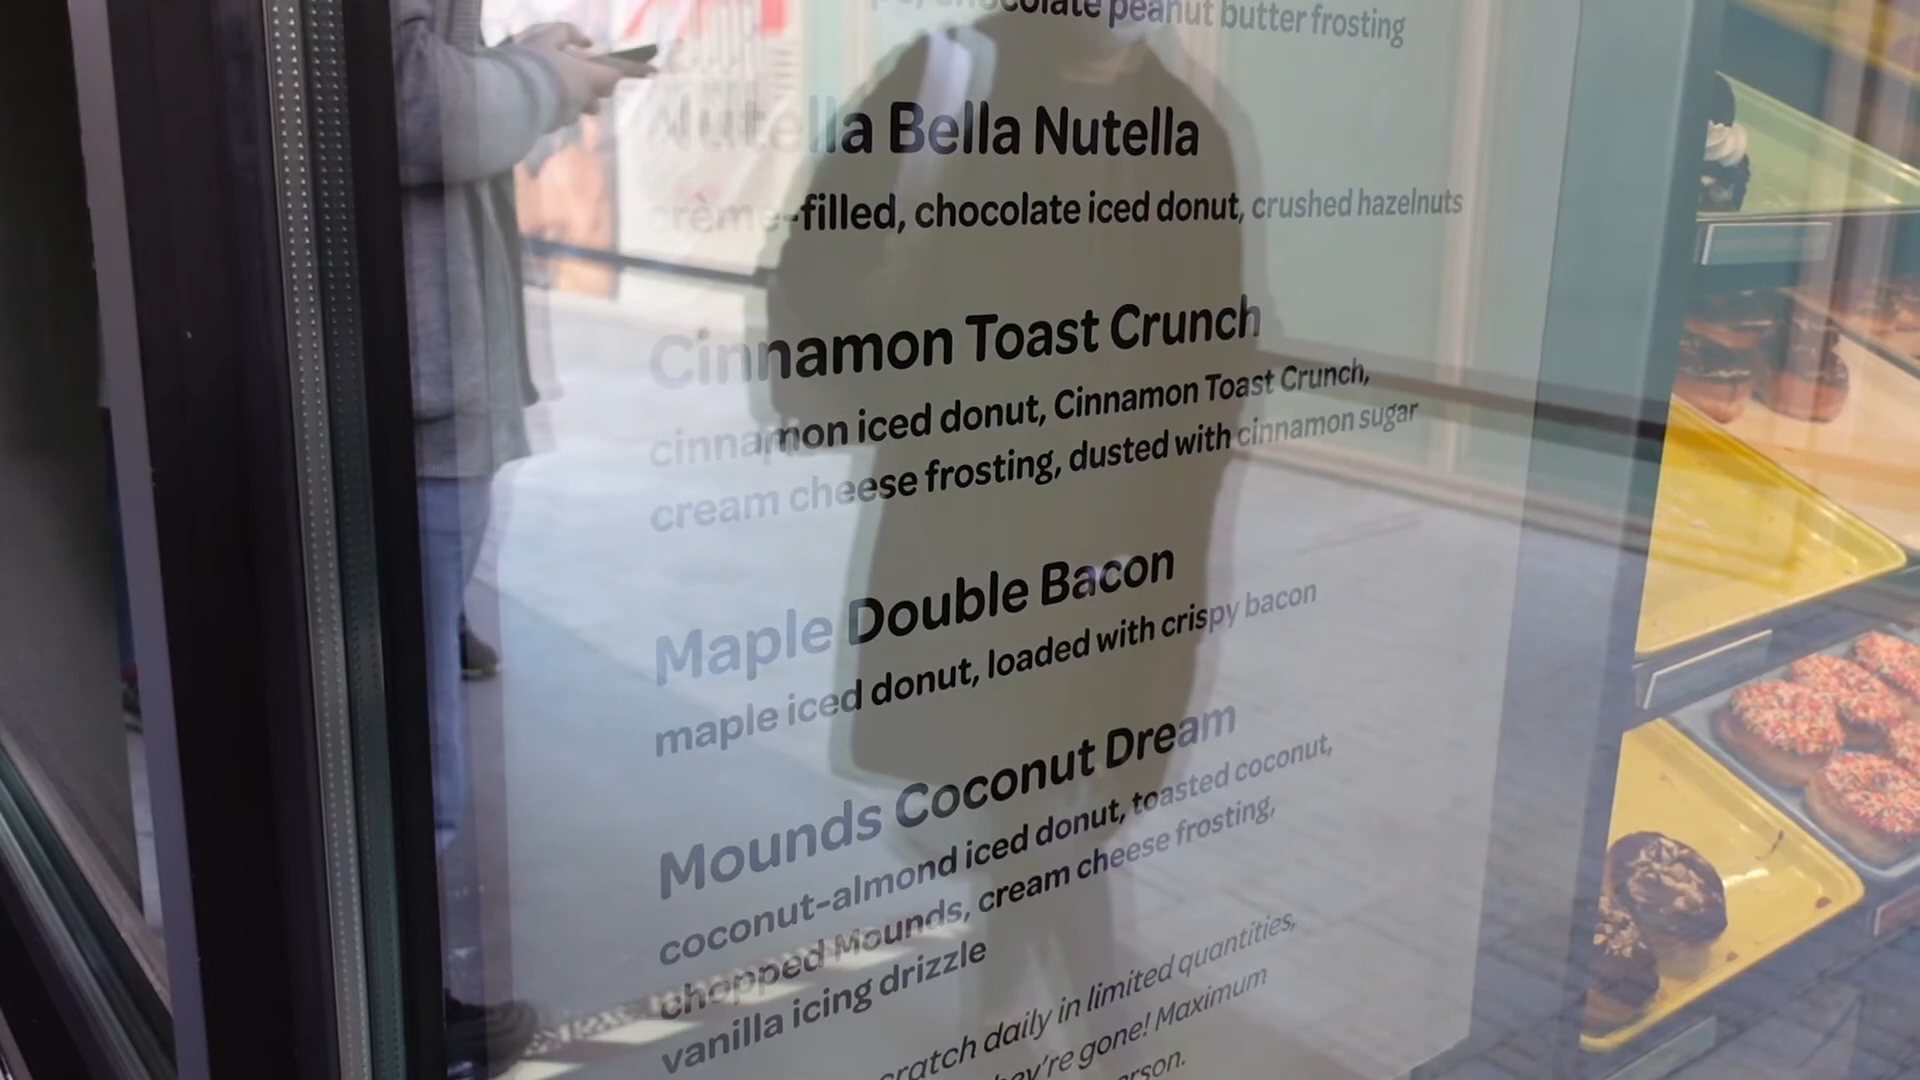 chocolate peanut butter frosting
Nutella Bella Nutella
crème-filled, chocolate iced donut, crushed hazelnuts
Cinnamon Toast Crunch
cinnamon iced donut, Cinnamon Toast Crunch,
cream cheese frosting, dusted with cinnamon sugar
Maple Double Bacon
maple iced donut, loaded with crispy bacon
Mounds Coconut Dream
coconut-almond iced donut, toasted coconut,
chopped Mounds, cream cheese frosting,
vanilla icing drizzle
scratch daily in limited quantities,
they're gone! Maximum
person.